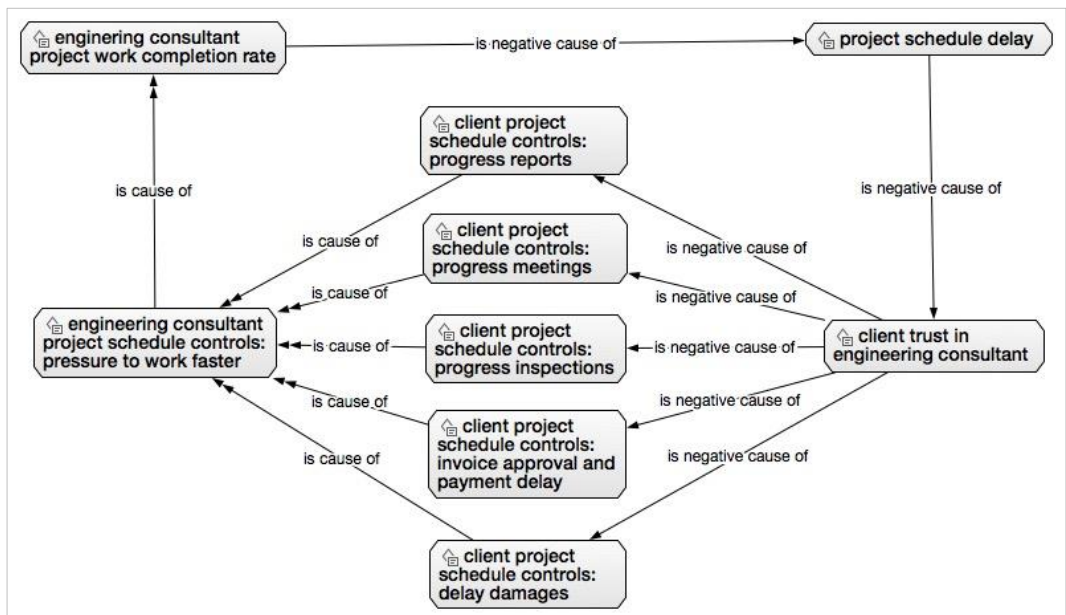 enginering consultant
project work completion rate
is negative cause of
project schedule delay
client project
schedule controls:
progress reports
is cause of
is negative cause of
is cause of
is negative cause of
client project
schedule controls:
progress meetings
is cause of
is negative cause of
engineering consultant
project schedule controls:
pressure to work faster
is cause of
client project
schedule controls:
progress inspections
is negative cause of
client trust in
engineering consultant
is cause of
is negative cause of
client project
schedule controls:
invoice approval and
payment delay
is cause of
is negative cause of
client project
schedule controls:
delay damages